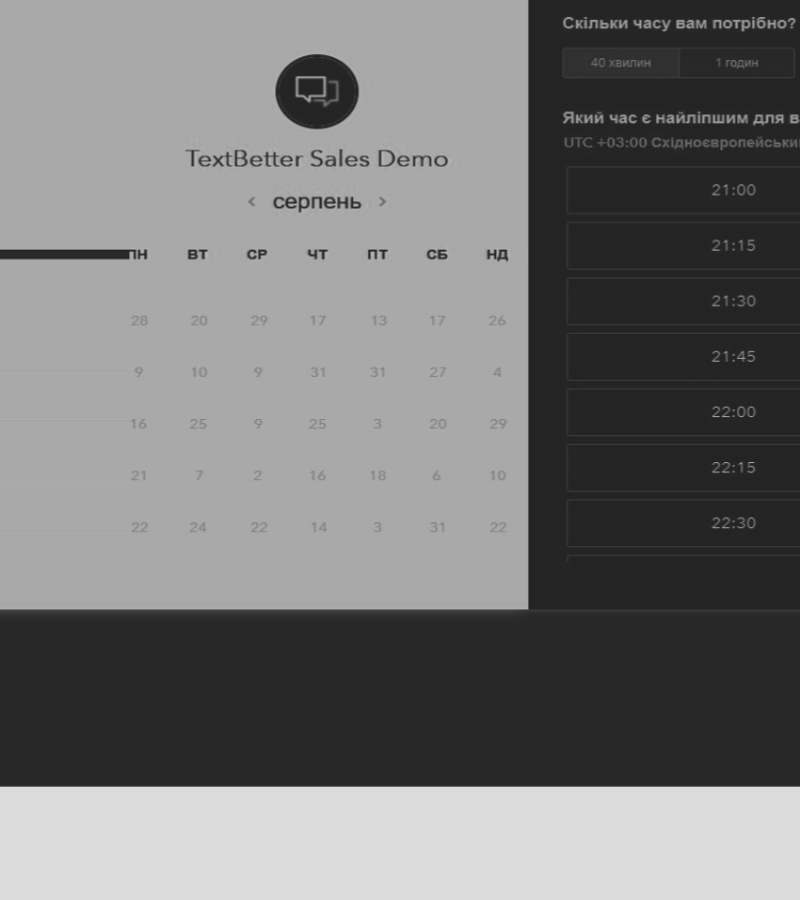 TextBetter Sales Demo
‹ серпень ›
ПН ВТ СР ЧТ ПТ СБ НД
28 20 29 17 13 17 26
9 10 9 31 31 27 4
16 25 9 25 3 20 29
21 7 2 16 18 6 10
22 24 22 14 3 31 22
Скільки часу вам потрібно?
40 хвилин 1 годин
Який час є найліпшим для в
UTC +03:00 Східноєвропейськи
21:00
21:15
21:30
21:45
22:00
22:15
22:30